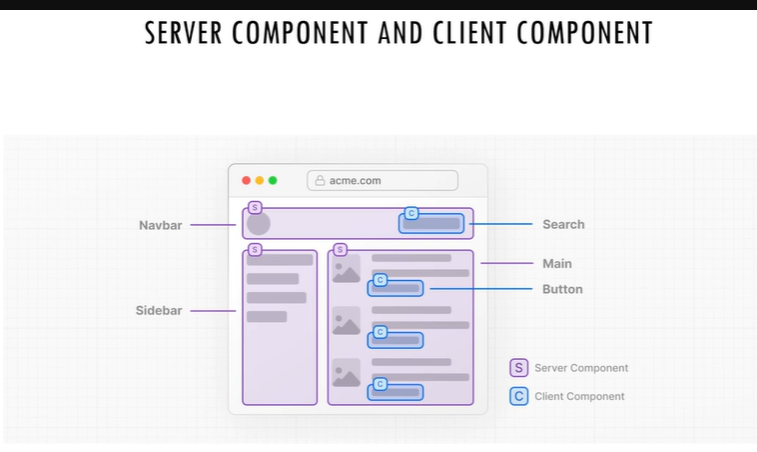 SERVER COMPONENT AND CLIENT COMPONENT
acme.com
S
C
Navbar
Search
S
S
Main
C
Button
Sidebar
C
C
S Server Component
C Client Component